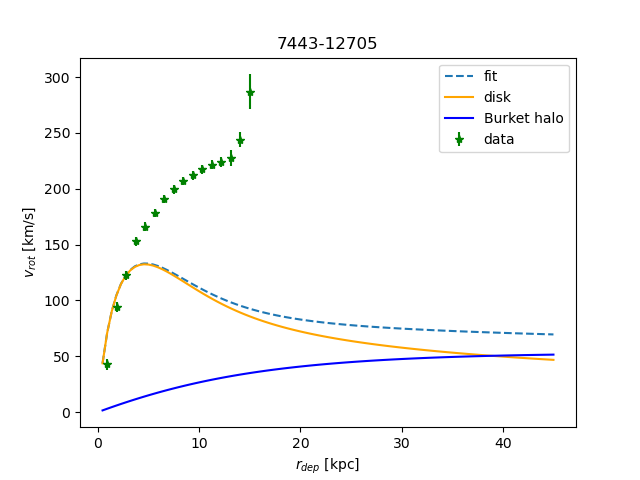 7443-12705
300
250
200
150
100
50
0
v_rot [km/s]
fit
disk
Burket halo
data
0 10 20 30 40
r_dep [kpc]